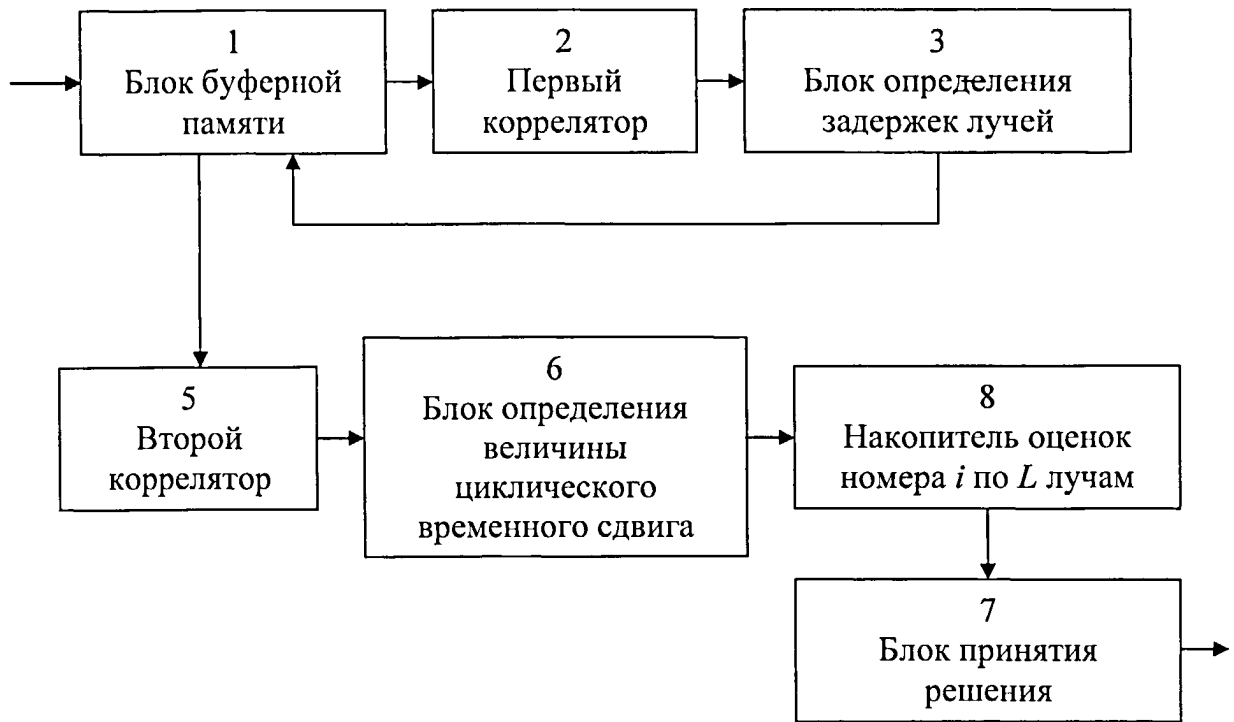 1
Блок буферной
памяти
2
Первый
коррелятор
3
Блок определения
задержек лучей
5
Второй
коррелятор
6
Блок определения
величины
циклического
временного сдвига
8
Накопитель оценок
номера i по L лучам
7
Блок принятия
решения